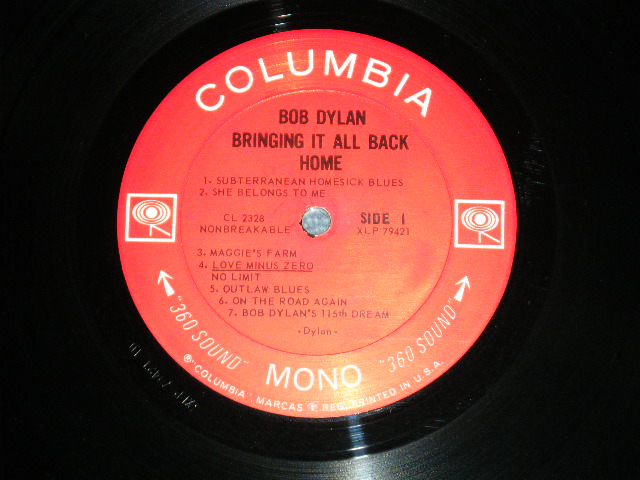 COLUMBIA
BOB DYLAN
BRINGING IT ALL BACK
HOME
1. SUBTERRANEAN HOMESICK BLUES
2. SHE BELONGS TO ME
CL 2328
NONBREAKABLE
SIDE 1
XLP 79421
3. MAGGIE'S FARM
4. LOVE MINUS ZERO
NO LIMIT
5. OUTLAW BLUES
6. ON THE ROAD AGAIN
7. BOB DYLAN'S 115th DREAM
-Dylan-
"360 SOUND" MONO "360 SOUND"
® "COLUMBIA", MARCAS REG. PRINTED IN U.S.A.